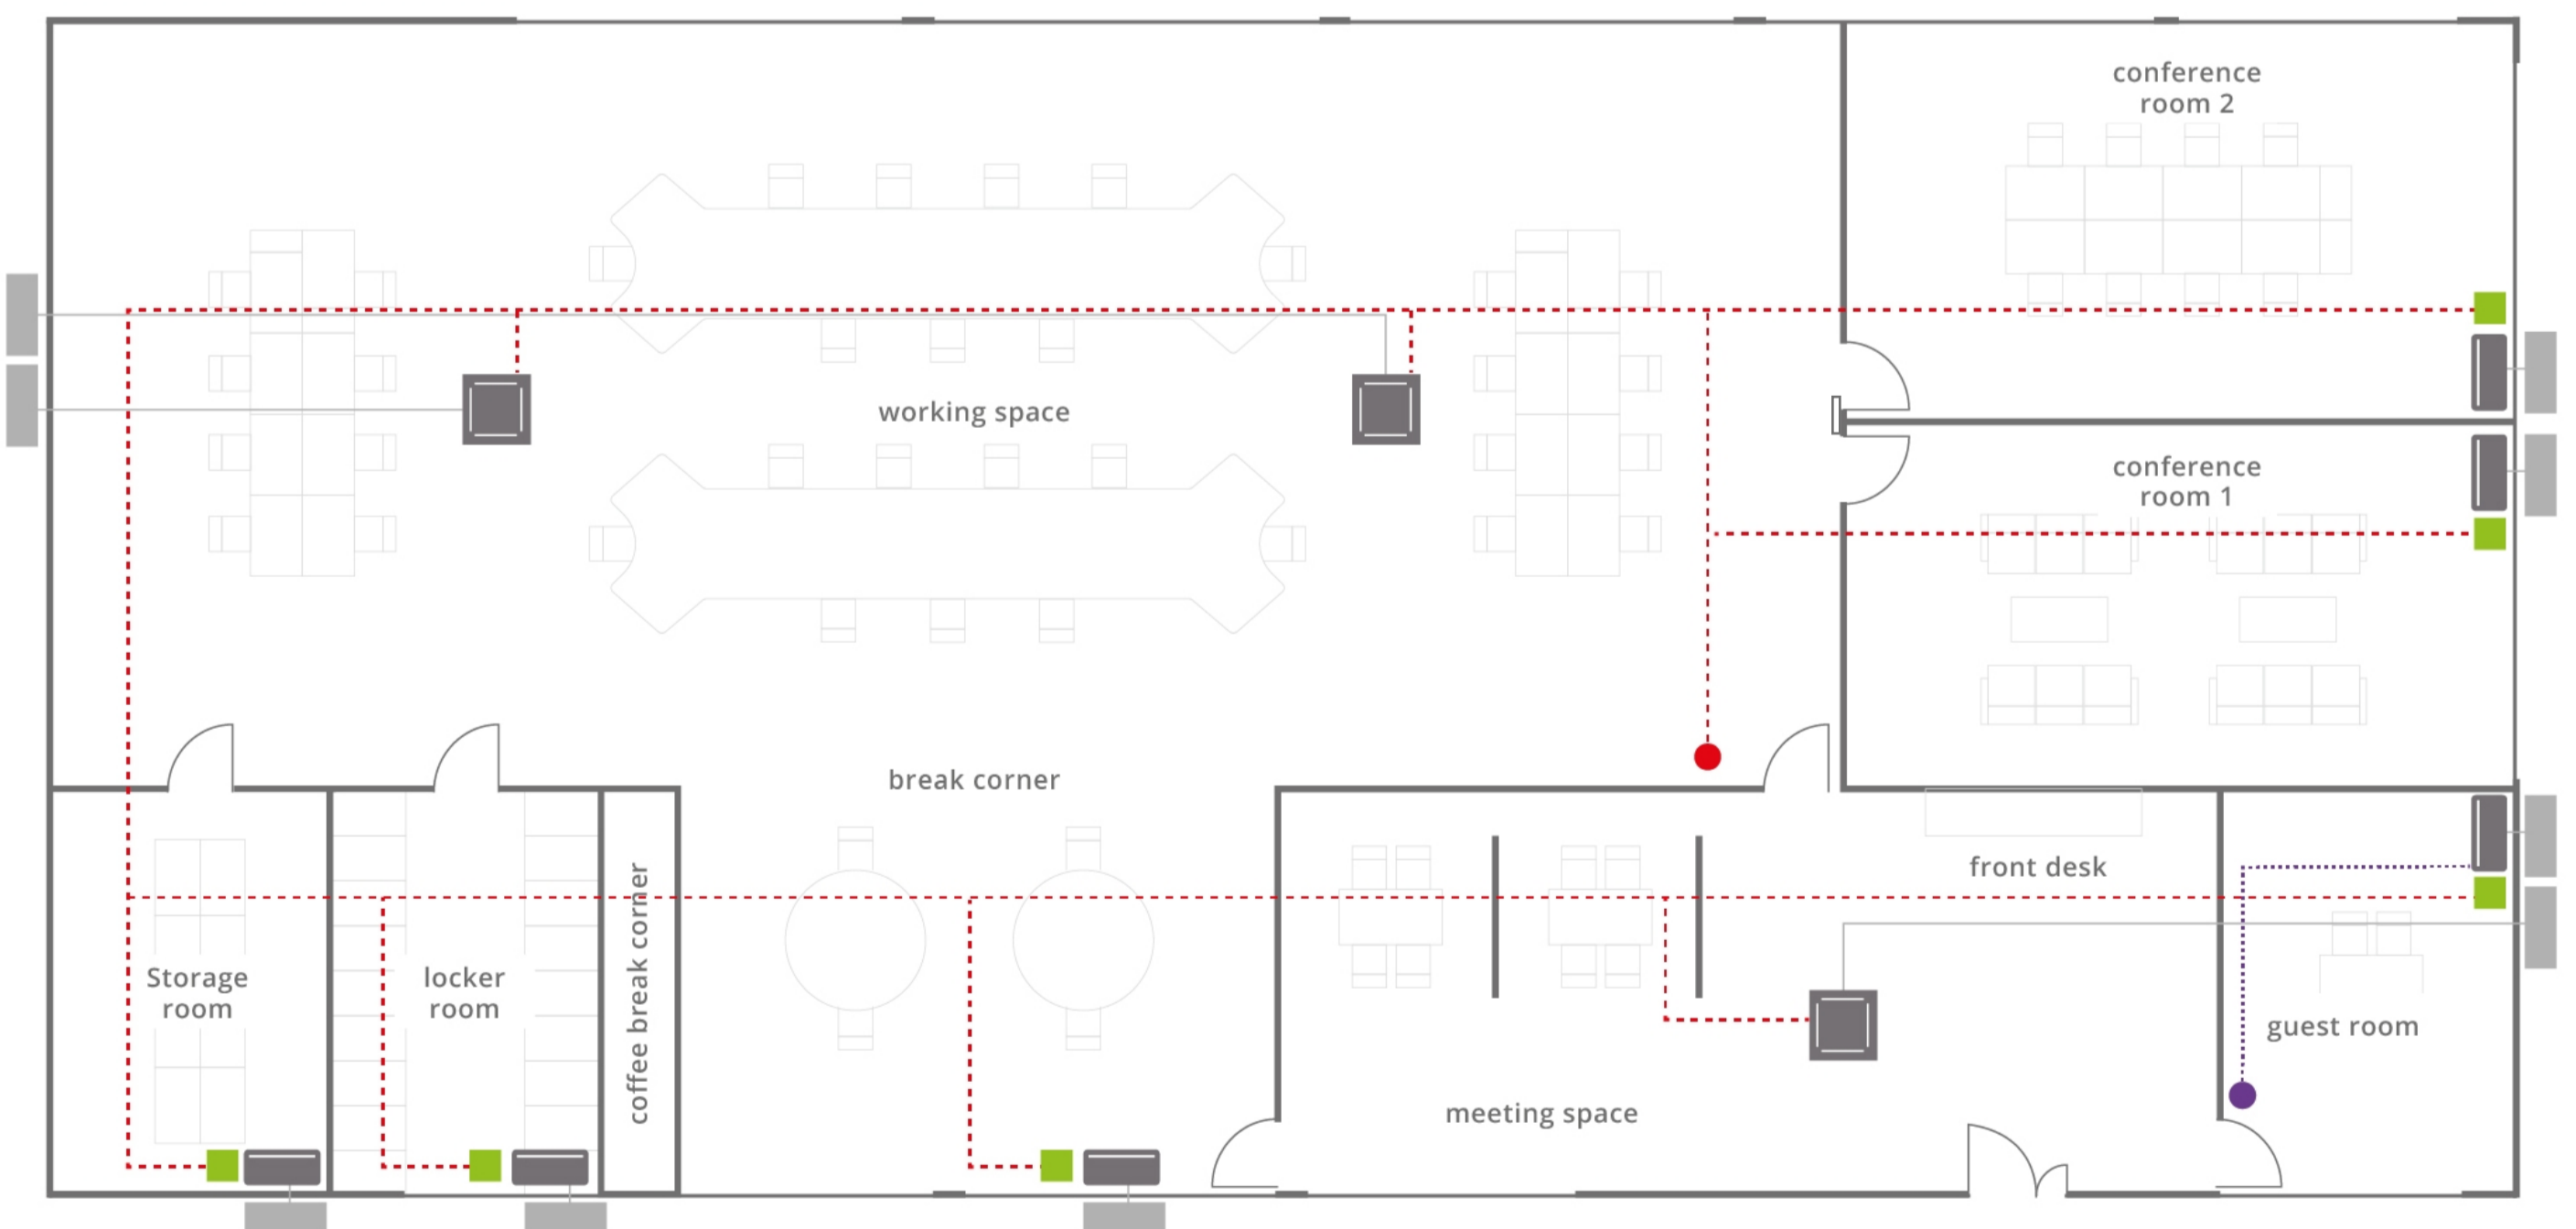 conference
room 2
working space
conference
room 1
break corner
front desk
Storage
room
locker
room
coffee break corner
guest room
meeting space